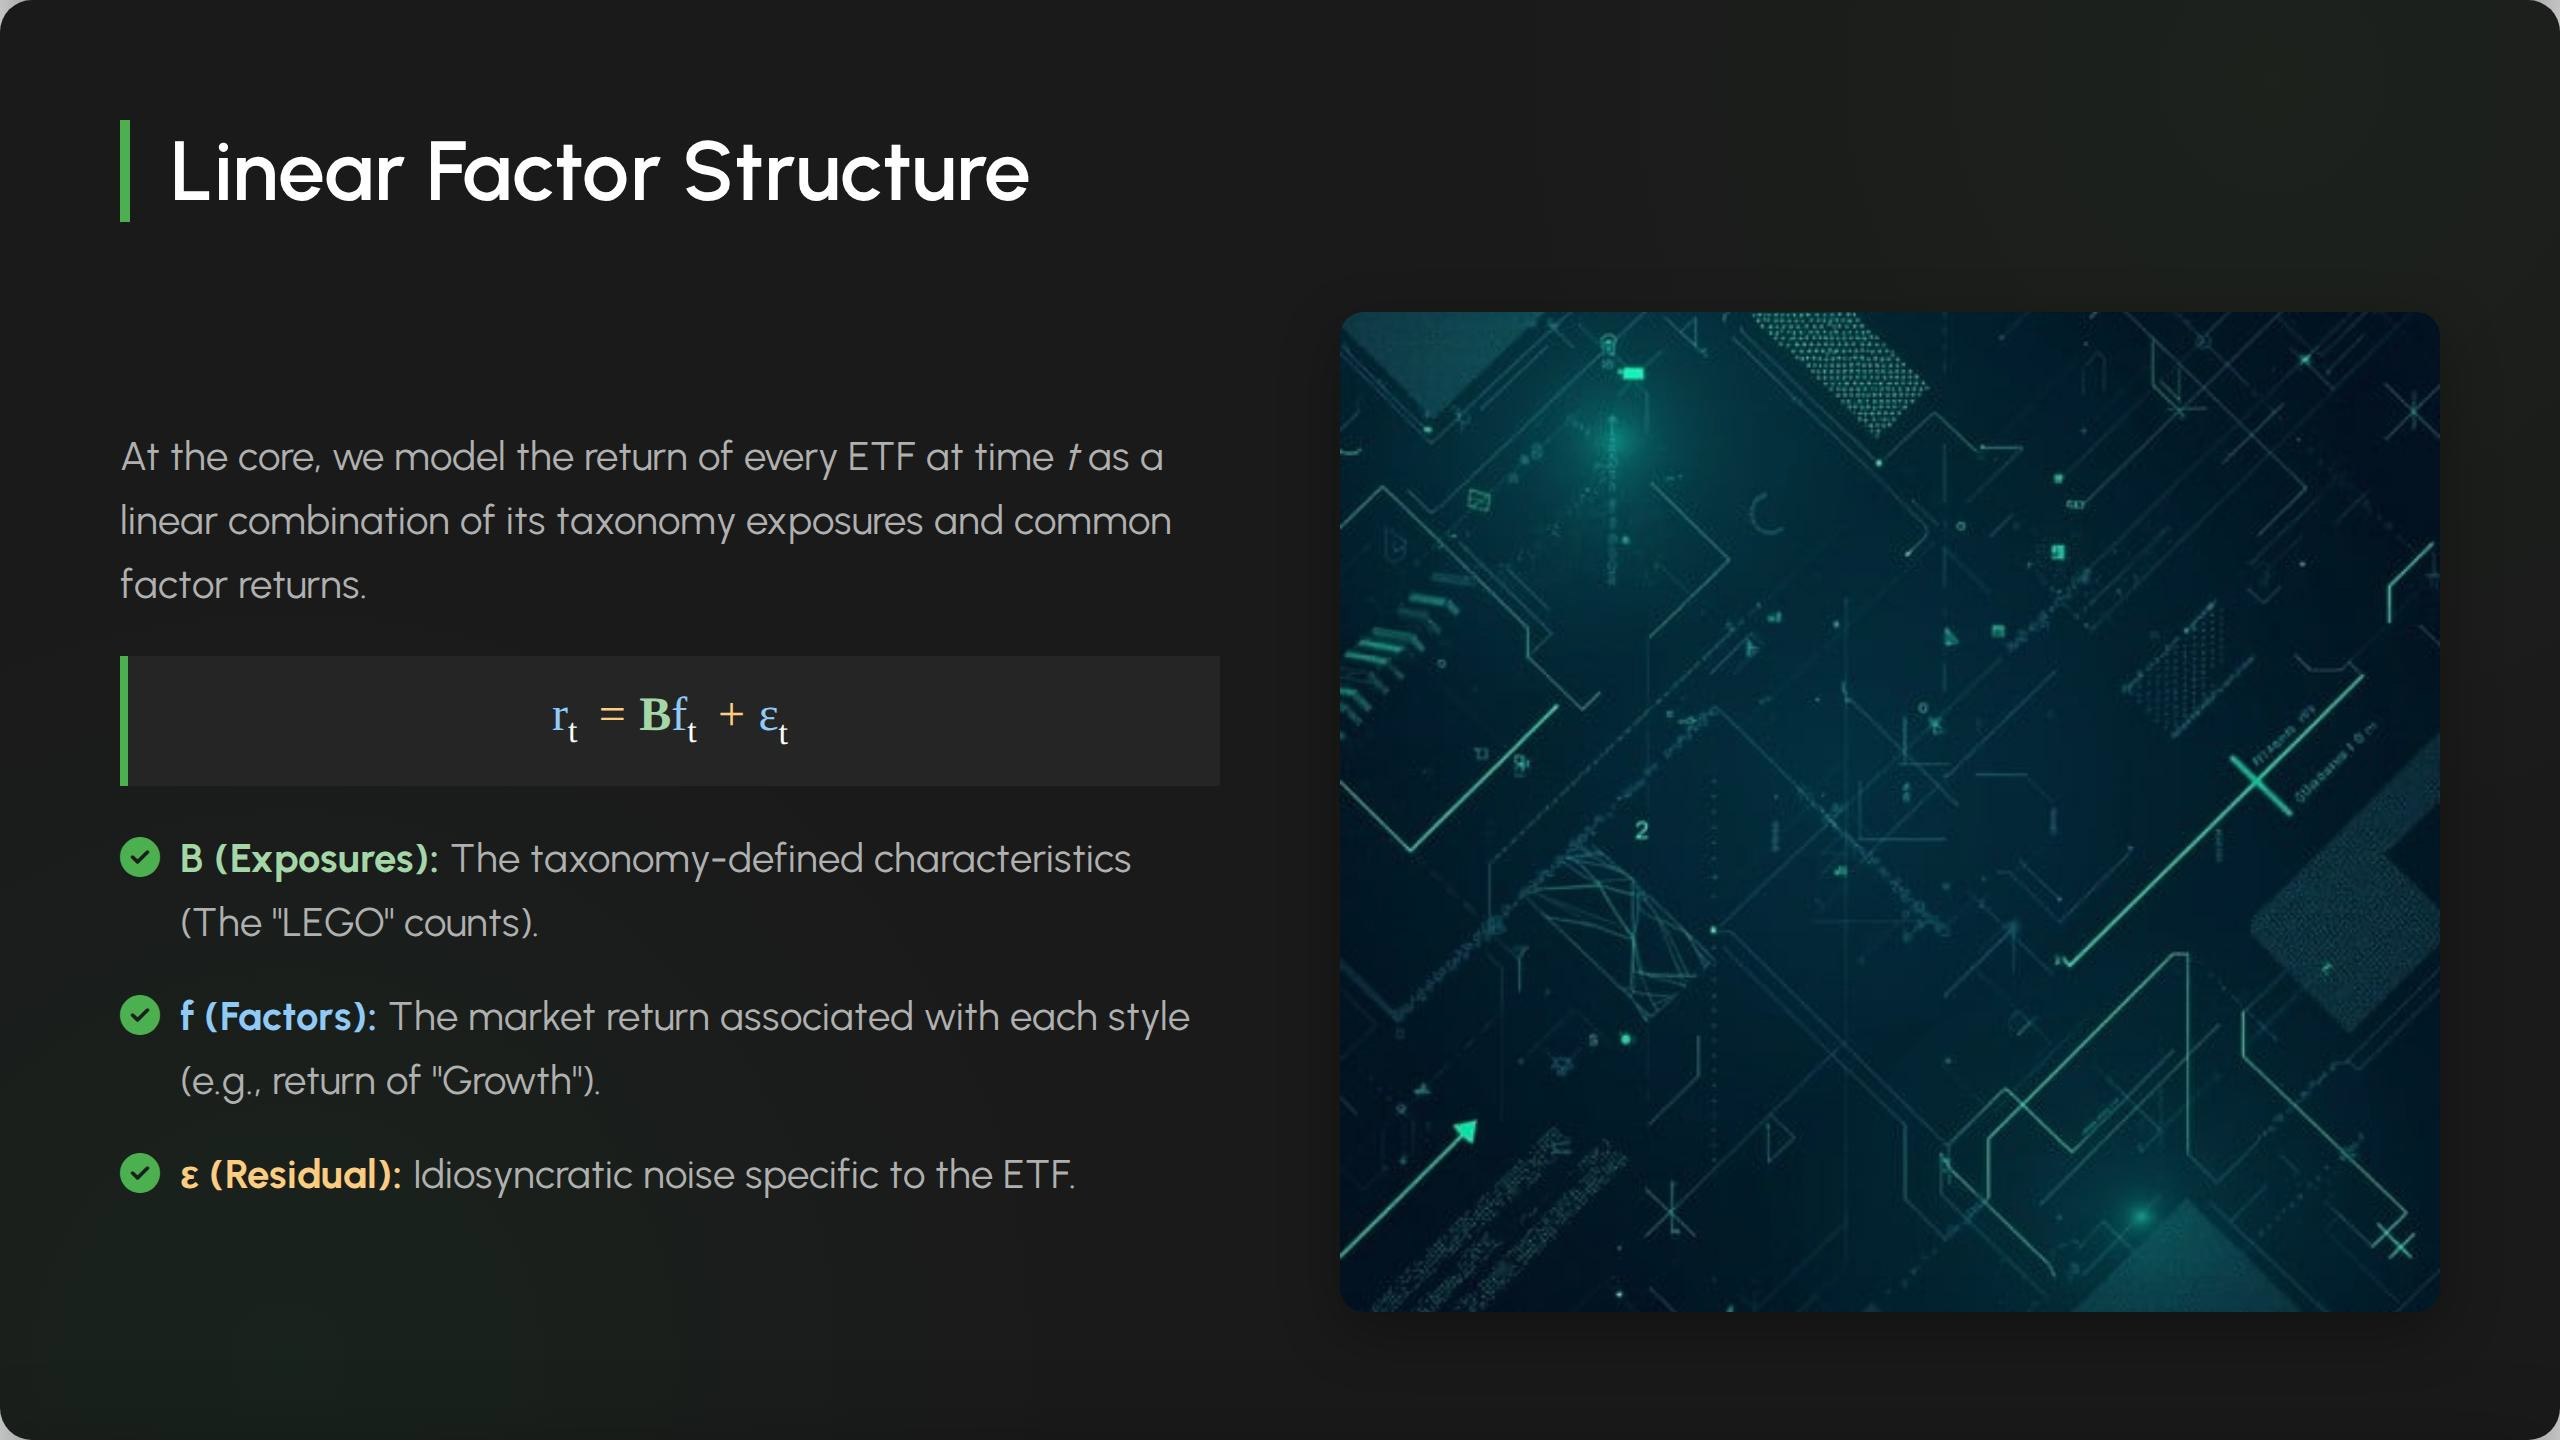 Linear Factor Structure
At the core, we model the return of every ETF at time t as a
linear combination of its taxonomy exposures and common
factor returns.
rt = Bft + εt
B (Exposures): The taxonomy-defined characteristics
(The "LEGO" counts).
f (Factors): The market return associated with each style
(e.g., return of "Growth").
ε (Residual): Idiosyncratic noise specific to the ETF.
2